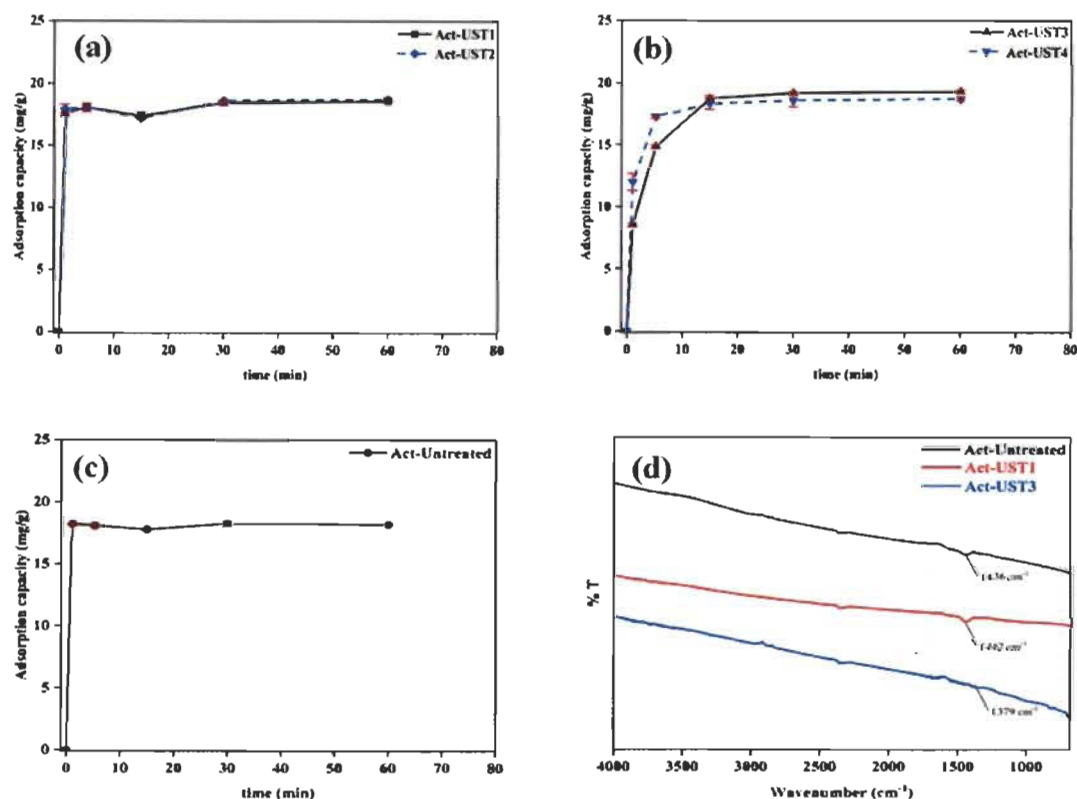 (a)
Act-UST1
Act-UST2
Adsorption capacity (mg/g)
25
20
15
10
5
0
0 10 20 30 40 50 60 70 80
time (min)
(b)
Act-UST3
Act-UST4
Adsorption capacity (mg/g)
25
20
15
10
5
0
0 10 20 30 40 50 60 70 80
time (min)
(c)
Act-Untreated
Adsorption capacity (mg/g)
25
20
15
10
5
0
0 10 20 30 40 50 60 70 80
time (min)
(d)
Act-Untreated
Act-UST1
Act-UST3
% T
1436 cm⁻¹
1442 cm⁻¹
1379 cm⁻¹
4000 3500 3000 2500 2000 1500 1000
Wavenumber (cm⁻¹)